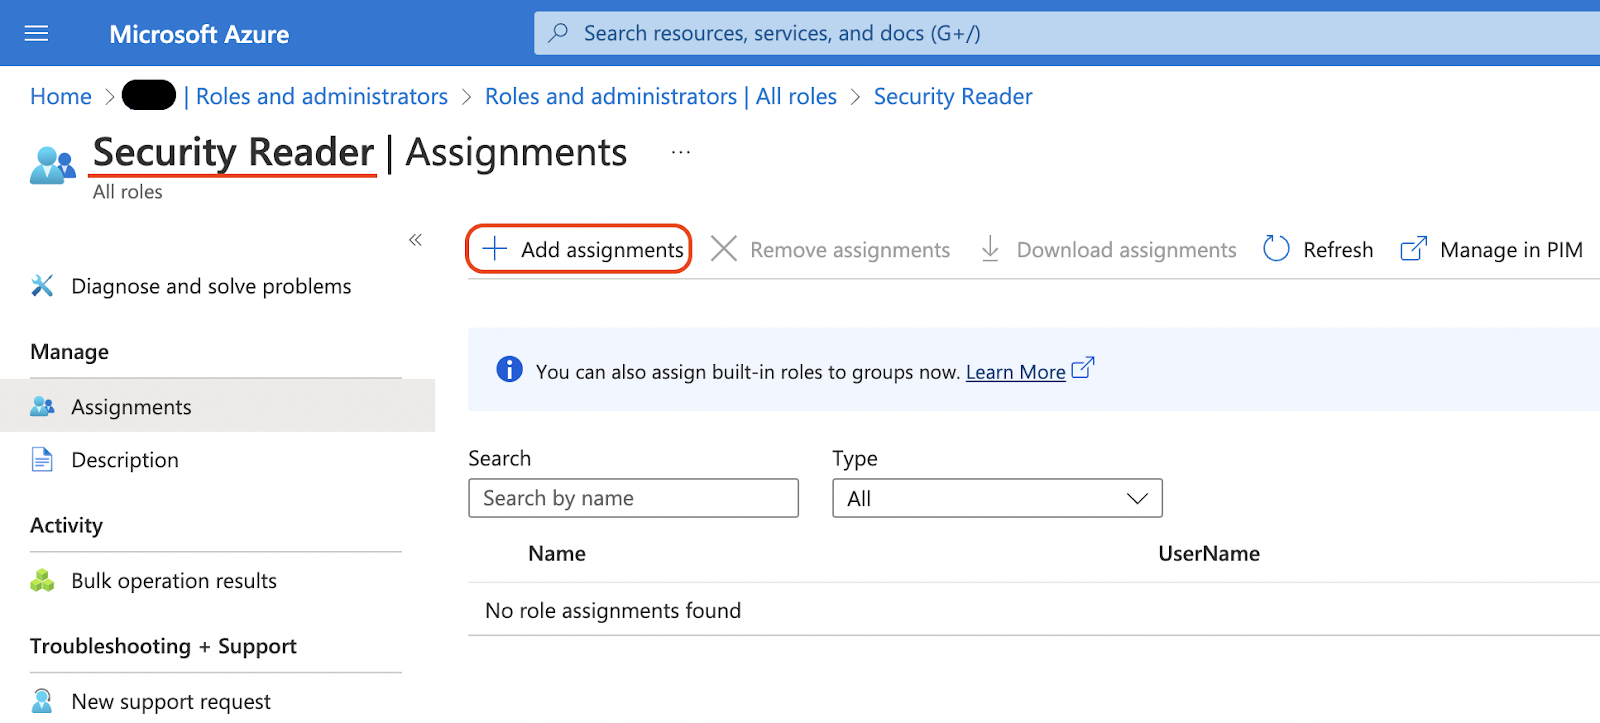 Microsoft Azure
Search resources, services, and docs (G+/)
Home > | Roles and administrators > Roles and administrators | All roles > Security Reader
Security Reader | Assignments ...
All roles
«
Add assignments
Remove assignments
Download assignments
Refresh
Manage in PIM
Diagnose and solve problems
Manage
Assignments
Description
Activity
Bulk operation results
Troubleshooting + Support
New support request
You can also assign built-in roles to groups now. Learn More
Search
Type
Search by name
All
Name
UserName
No role assignments found